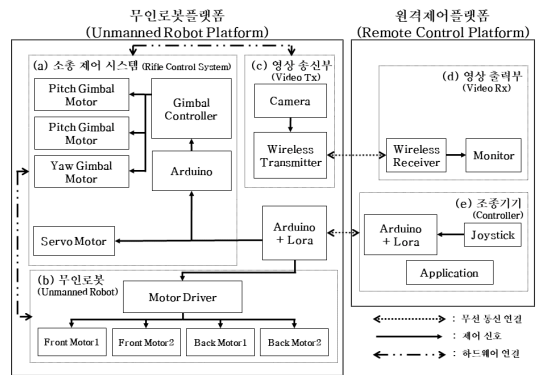 무인로봇플랫폼
(Unmanned Robot Platform)
원격제어플랫폼
(Remote Control Platform)
(a) 소총 제어 시스템 (Rifle Control System)
Pitch Gimbal
Motor
Pitch Gimbal
Motor
Yaw Gimbal
Motor
Gimbal
Controller
Arduino
Servo Motor
(c) 영상 송신부
(Video Tx)
Camera
Wireless
Transmitter
Arduino
+ Lora
(b) 무인로봇
(Unmanned Robot)
Motor Driver
Front Motor1
Front Motor2
Back Motor1
Back Motor2
(d) 영상 출력부
(Video Rx)
Wireless
Receiver
Monitor
(e) 조종기기
(Controller)
Arduino
+ Lora
Joystick
Application
: 무선 통신 연결
: 제어 신호
: 하드웨어 연결